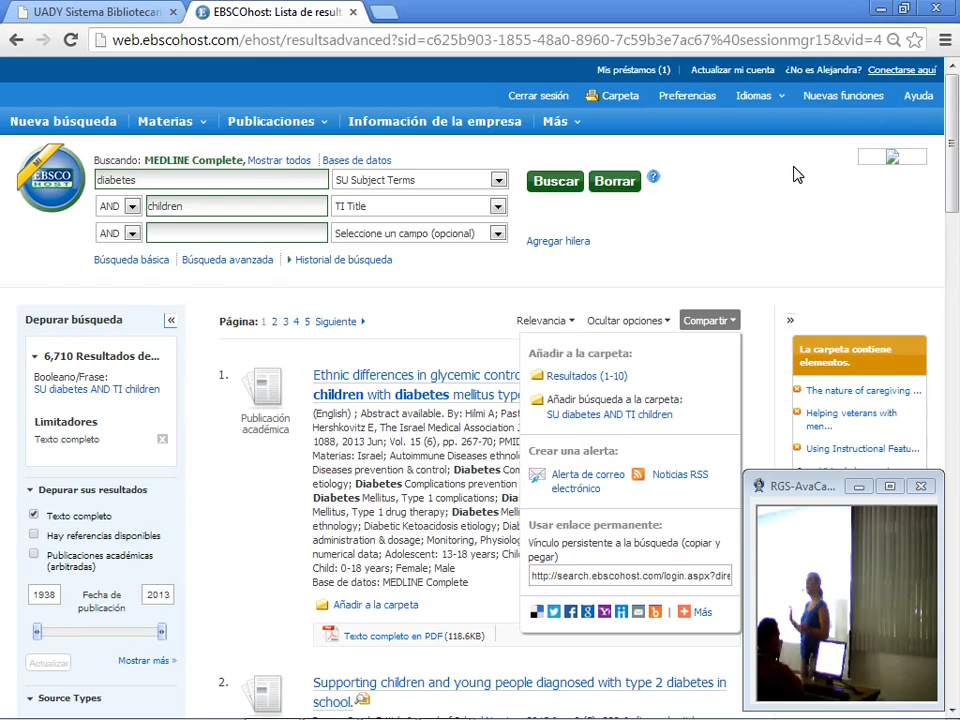 UADY Sistema Bibliotecari
EBSCOhost: Lista de result
web.ebscohost.com/ehost/resultsadvanced?sid=c625b903-1855-48a0-8960-7c59b3e7ac67%40sessionmgr15&vid=4
Mis préstamos (1) | Actualizar mi cuenta ¿No es Alejandra? Conectarse aquí
Cerrar sesión Carpeta Preferencias Idiomas Nuevas funciones Ayuda
Nueva búsqueda Materias Publicaciones Información de la empresa Más
MI
EBSCO
HOST
Buscando: MEDLINE Complete, Mostrar todos Bases de datos
diabetes SU Subject Terms Buscar Borrar ?
AND children TI Title
AND Seleccione un campo (opcional) Agregar hilera
Búsqueda básica Búsqueda avanzada Historial de búsqueda
Depurar búsqueda «
6,710 Resultados de...
Booleano/Frase:
SU diabetes AND TI children
Limitadores
Texto completo
Depurar sus resultados
Texto completo
Hay referencias disponibles
Publicaciones académicas
(arbitradas)
1938 Fecha de publicación 2013
Actualizar Mostrar más »
Source Types
Página: 1 2 3 4 5 Siguiente
Relevancia Ocultar opciones Compartir »
1.
Publicación
académica
Ethnic differences in glycemic contro
children with diabetes mellitus type
(English) ; Abstract available. By: Hilmi A; Past
Hershkovitz E, The Israel Medical Association J
1088, 2013 Jun; Vol. 15 (6), pp. 267-70; PMID
Materias: Israel; Autoimmune Diseases ethnolo
Diseases prevention & control; Diabetes Co
Diabetes Complications prevention
Mellitus, Type 1 complications; Diab
Mellitus, Type 1 drug therapy; Diab
ethnology; Diabetic Ketoacidosis etiology; Dru
administration & dosage; Monitoring, Physiolo
numerical data; Adolescent: 13-18 years; Child
Child: 0-18 years; Female; Male
Base de datos: MEDLINE Complete
Añadir a la carpeta
Texto completo en PDF (118.6KB)
2.
Supporting children and young people diagnosed with type 2 diabetes in
school.
Añadir a la carpeta:
Resultados (1-10)
Añadir búsqueda a la carpeta:
SU diabetes AND TI children
Crear una alerta:
Alerta de correo electrónico Noticias RSS
Usar enlace permanente:
Vínculo persistente a la búsqueda (copiar y
pegar)
http://search.ebscohost.com/login.aspx?dire
Más
La carpeta contiene
elementos.
The nature of caregiving ...
Helping veterans with
men...
Using Instructional Featu...
RGS-AvaCa...